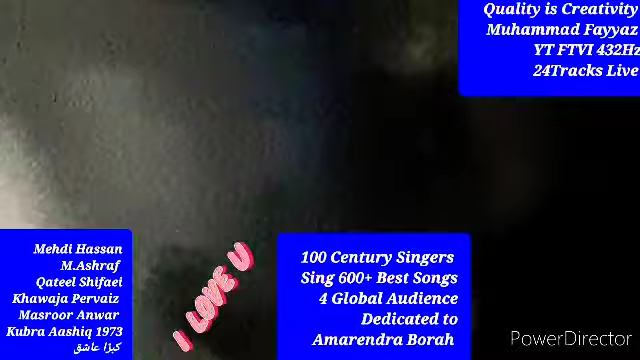 Quality is Creativity
Muhammad Fayyaz
YT FTVI 432Hz
24Tracks Live
Mehdi Hassan
M.Ashraf
Qateel Shifaei
Khawaja Pervaiz
Masroor Anwar
Kubra Aashiq 1973
کبڑا عاشق
I LOVE U
100 Century Singers
Sing 600+ Best Songs
4 Global Audience
Dedicated to
Amarendra Borah
PowerDirector